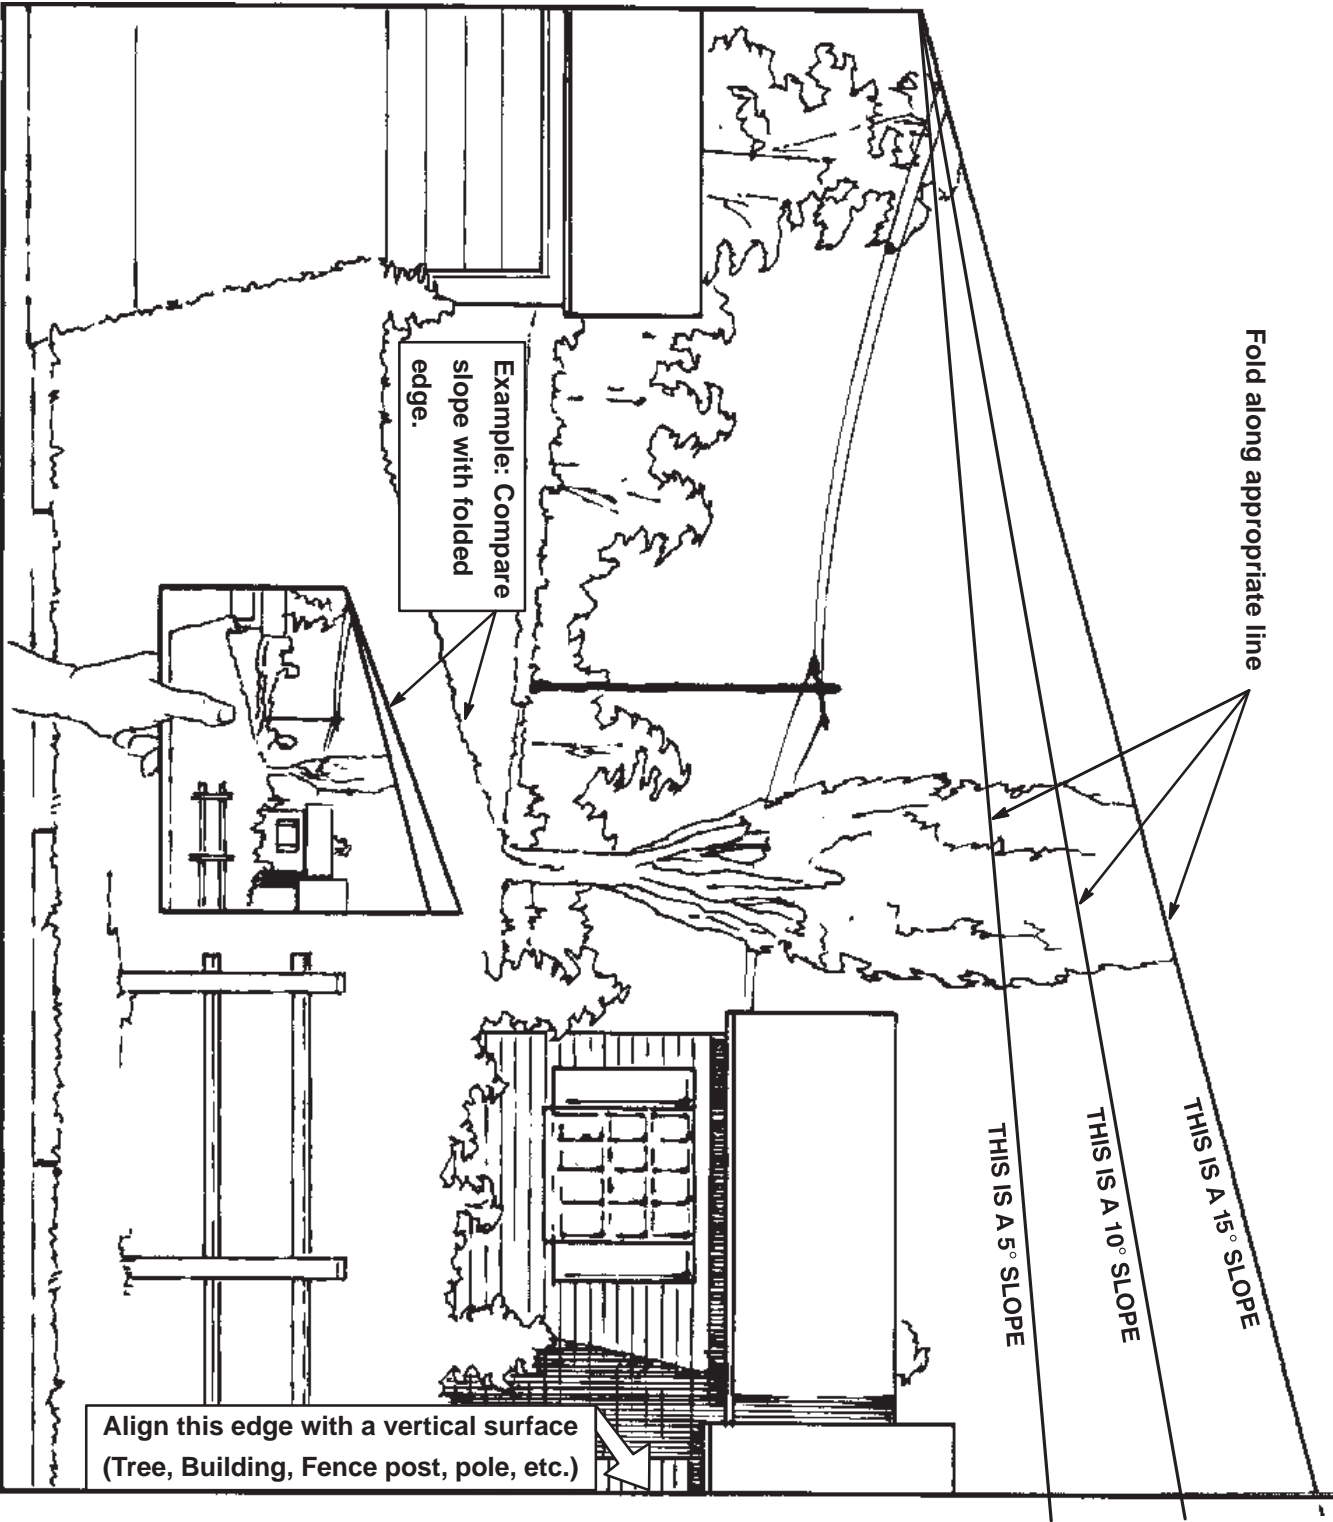 Fold along appropriate line
THIS IS A 15° SLOPE
THIS IS A 10° SLOPE
THIS IS A 5° SLOPE
Example: Compare
slope with folded
edge.
Align this edge with a vertical surface
(Tree, Building, Fence post, pole, etc.)